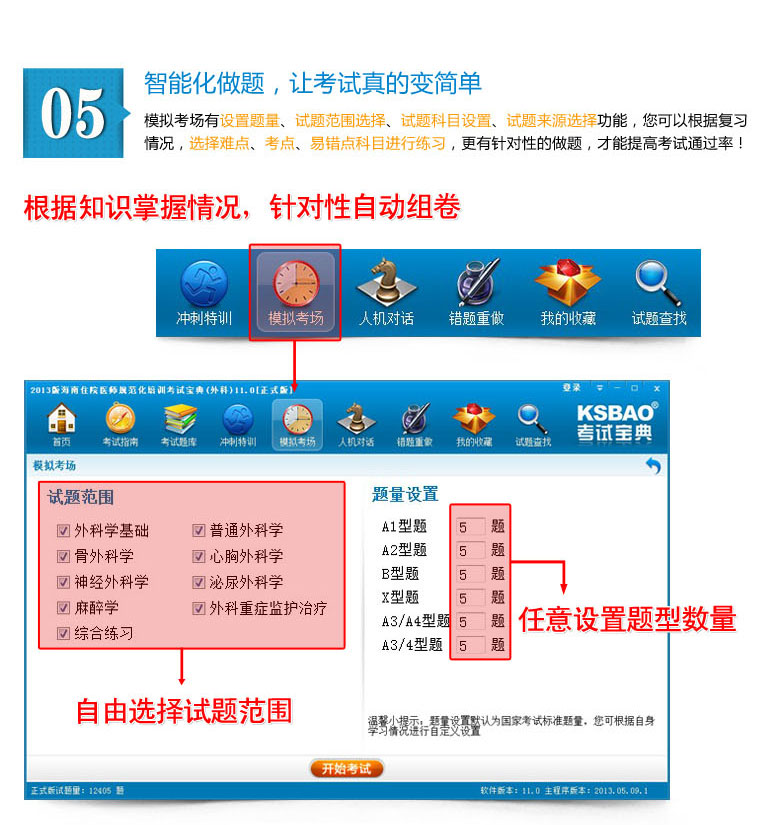 05
智能化做题，让考试真的变简单
模拟考场有设置题量、试题范围选择、试题科目设置、试题来源选择功能，您可以根据复习
情况，选择难点、考点、易错点科目进行练习，更有针对性的做题，才能提高考试通过率！
根据知识掌握情况，针对性自动组卷
冲刺特训 模拟考场 人机对话 错题重做 我的收藏 试题查找
2013版海南住院医师规范化培训考试宝典(外科)11.0[正式版] 登录
首页 考试指南 考试题库 冲刺特训 模拟考场 人机对话 错题重做 我的收藏 试题查找
KSBAO®
考试宝典
模拟考场
试题范围
外科学基础 普通外科学
骨外科学 心胸外科学
神经外科学 泌尿外科学
麻醉学 外科重症监护治疗
综合练习
题量设置
A1型题 5 题
A2型题 5 题
B型题 5 题
X型题 5 题
A3/A4型题 5 题
A3/4型题 5 题
任意设置题型数量
自由选择试题范围
温馨小提示：题量设置默认为国家考试标准题量，您可根据自身
学习情况进行自定义设置
开始考试
正式版试题量：12405 题 软件版本：11.0 主程序版本：2013.05.09.1